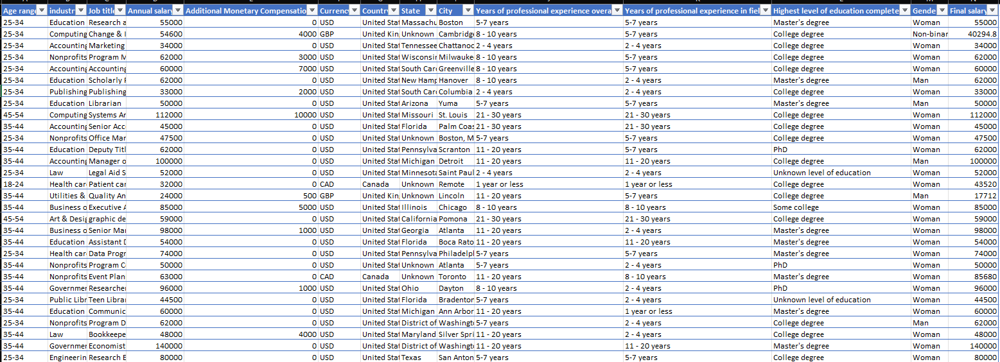 Age range industr Job title Annual salar Additional Monetary Compensatio Currenc Countr State City Years of professional experience overa Years of professional experience in fiel Highest level of education complete Gende Final salary
25-34 Education Research a 55000 0 USD United Stat Massachu Boston 5-7 years 5-7 years Master's degree Woman 55000
25-34 Computing Change & I 54600 4000 GBP United Kin Unknown Cambridge 8 - 10 years 5-7 years College degree Non-binar 40294.8
25-34 Accounting Marketing 34000 0 USD United Stat Tennessee Chattanoc 2 - 4 years 2 - 4 years College degree Woman 34000
25-34 Nonprofits Program M 62000 3000 USD United Stat Wisconsin Milwauke 8 - 10 years 5-7 years College degree Woman 62000
25-34 Accounting Accounting 60000 7000 USD United Stat South Car Greenville 8 - 10 years 5-7 years College degree Woman 60000
25-34 Education Scholarly P 62000 0 USD United Stat New Hamp Hanover 8 - 10 years 2 - 4 years Master's degree Man 62000
25-34 Publishing Publishing 33000 2000 USD United Stat South Car Columbia 2 - 4 years 2 - 4 years College degree Woman 33000
25-34 Education Librarian 50000 0 USD United Stat Arizona Yuma 5-7 years 5-7 years Master's degree Man 50000
45-54 Computing Systems An 112000 10000 USD United Stat Missouri St. Louis 21 - 30 years 21 - 30 years College degree Woman 112000
35-44 Accounting Senior Acc 45000 0 USD United Stat Florida Palm Coas 21 - 30 years 21 - 30 years College degree Woman 45000
25-34 Nonprofits Office Mar 47500 0 USD United Stat Unknown Boston, M 5-7 years 5-7 years College degree Woman 47500
35-44 Education Deputy Titl 62000 0 USD United Stat Pennsylva Scranton 11 - 20 years 5-7 years PhD Woman 62000
35-44 Accounting Manager o 100000 0 USD United Stat Michigan Detroit 11 - 20 years 11 - 20 years College degree Man 100000
25-34 Law Legal Aid S 52000 0 USD United Stat Minnesota Saint Paul 2 - 4 years 2 - 4 years Unknown level of education Woman 52000
18-24 Health car Patient car 32000 0 CAD Canada Unknown Remote 1 year or less 1 year or less College degree Woman 43520
35-44 Utilities & Quality An 24000 500 GBP United Kin Unknown Lincoln 11 - 20 years 5-7 years College degree Man 17712
35-44 Business o Executive A 85000 5000 USD United Stat Illinois Chicago 8 - 10 years 8 - 10 years Some college Woman 85000
45-54 Art & Desig graphic de 59000 0 USD United Stat California Pomona 21 - 30 years 21 - 30 years College degree Woman 59000
35-44 Business o Senior Mar 98000 1000 USD United Stat Georgia Atlanta 11 - 20 years 2 - 4 years Master's degree Woman 98000
35-44 Education Assistant D 54000 0 USD United Stat Florida Boca Rato 11 - 20 years 11 - 20 years Master's degree Woman 54000
25-34 Health car Data Progr 74000 0 USD United Stat Pennsylva Philadelpl 5-7 years 5-7 years Master's degree Woman 74000
35-44 Nonprofits Program C 50000 0 USD United Stat Unknown Atlanta 5-7 years 2 - 4 years PhD Woman 50000
35-44 Nonprofits Event Plan 63000 0 CAD Canada Unknown Toronto 11 - 20 years 8 - 10 years Master's degree Woman 85680
35-44 Governmer Researche 96000 1000 USD United Stat Ohio Dayton 8 - 10 years 2 - 4 years PhD Woman 96000
25-34 Public Libr Teen Libra 44500 0 USD United Stat Florida Bradenton 5-7 years 2 - 4 years Unknown level of education Woman 44500
35-44 Education Communic 60000 0 USD United Stat Michigan Ann Arbor 11 - 20 years 1 year or less Master's degree Woman 60000
25-34 Nonprofits Program D 62000 0 USD United Stat District of Washingt 5-7 years 2 - 4 years College degree Man 62000
35-44 Law Bookkeepe 48000 4000 USD United Stat Maryland Silver Spri 11 - 20 years 2 - 4 years College degree Woman 48000
35-44 Governmer Economist 140000 0 USD United Stat District of Washingt 11 - 20 years 11 - 20 years Master's degree Woman 140000
25-34 Engineerin Research E 80000 0 USD United Stat Texas San Anton 5-7 years 5-7 years College degree Woman 80000